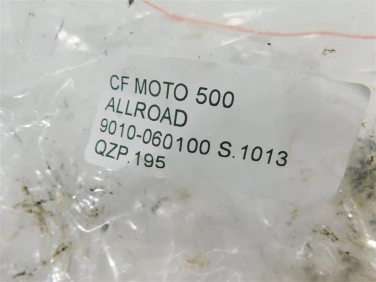 CF MOTO 500
ALLROAD
9010-060100 S.1013
QZP.195